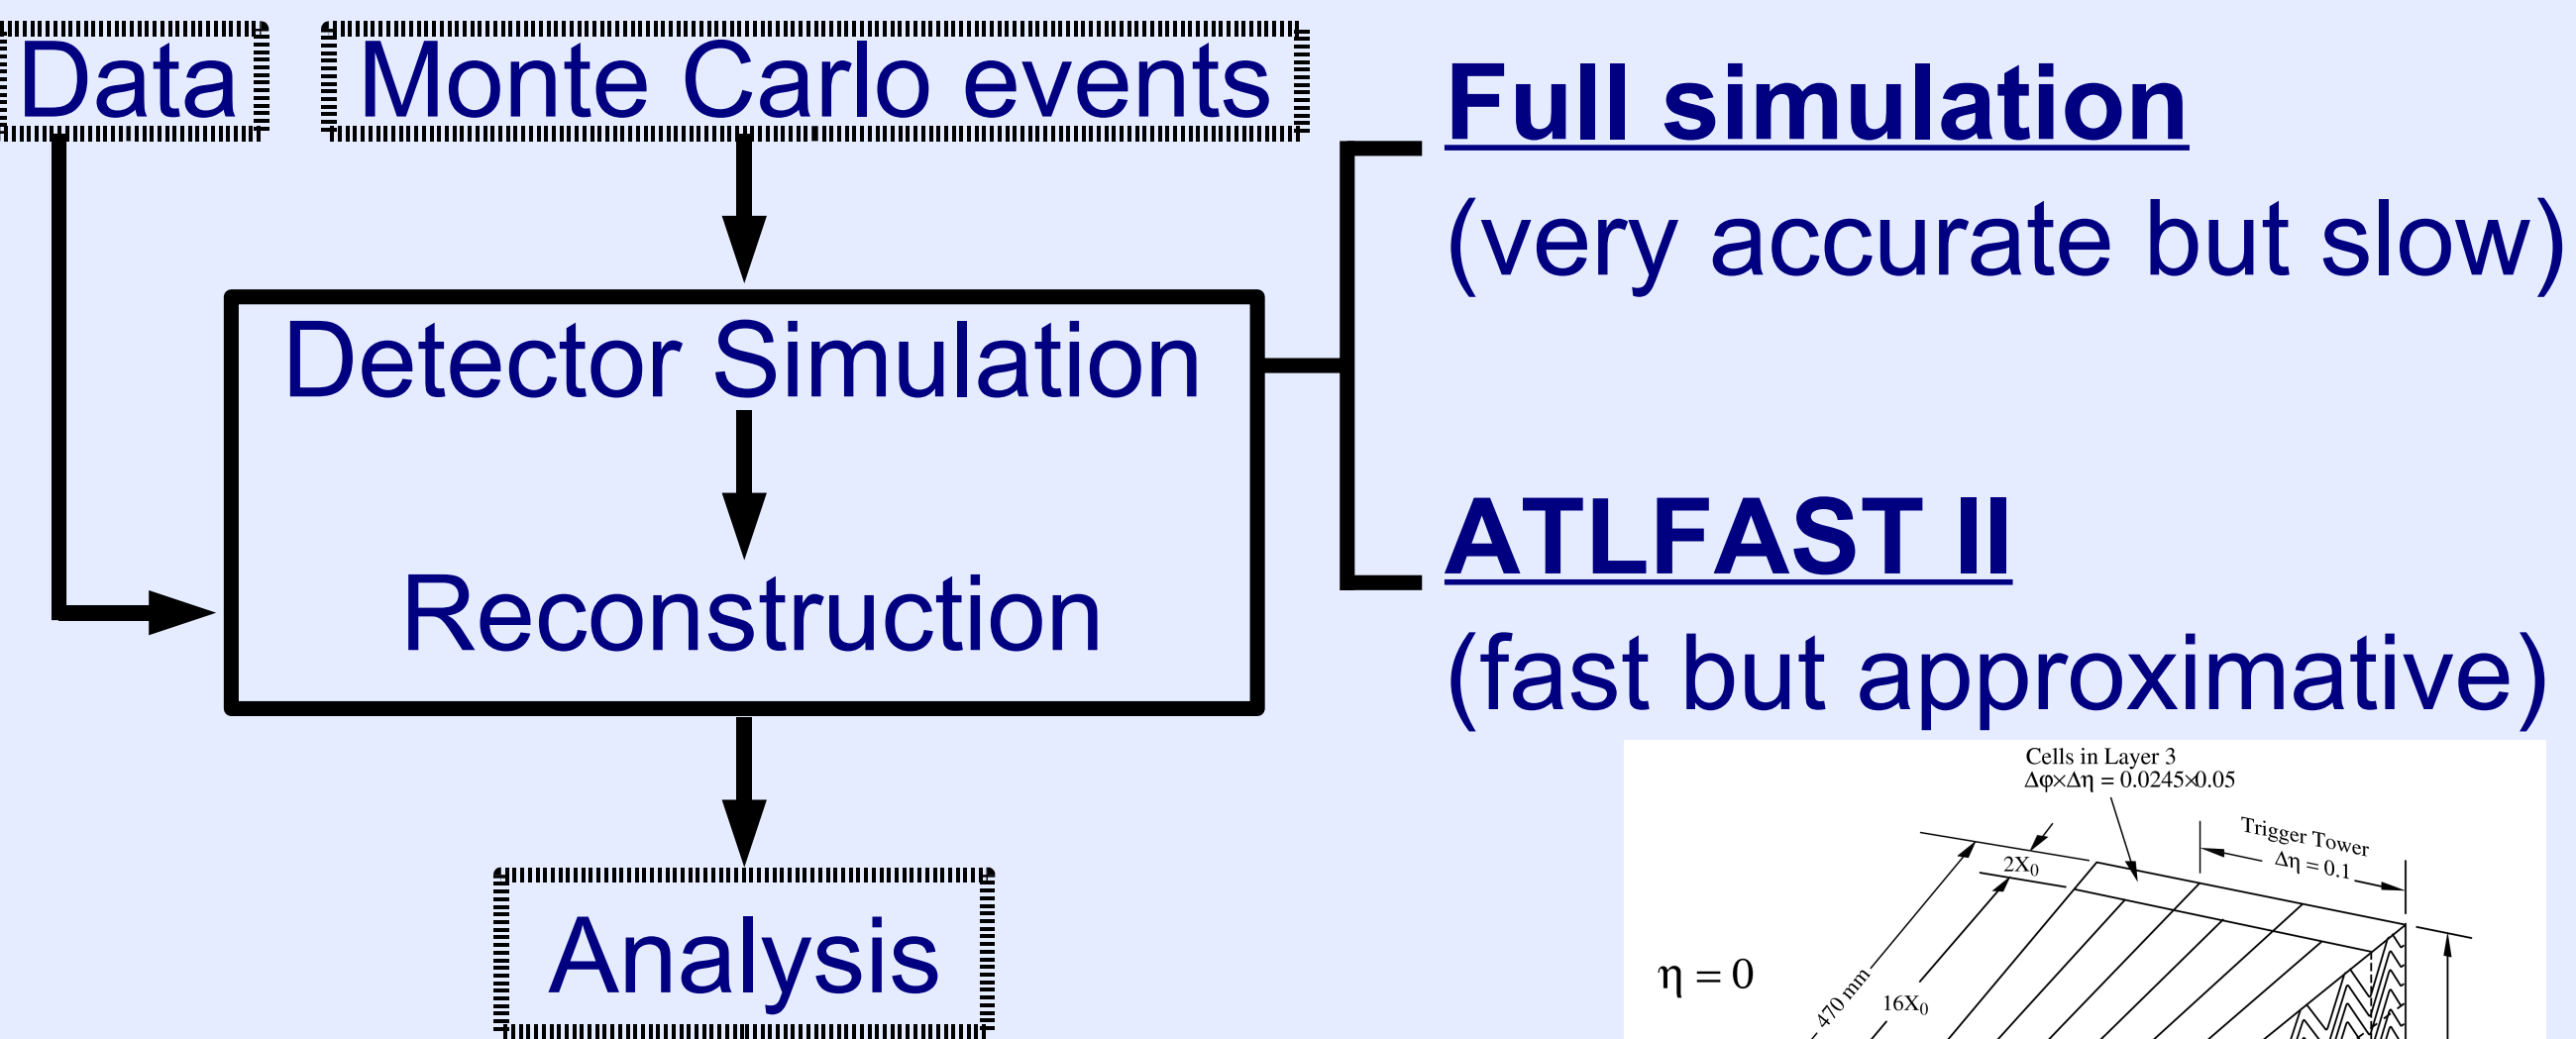 Data
Monte Carlo events
Full simulation
(very accurate but slow)
Detector Simulation
Reconstruction
ATLFAST II
(fast but approximative)
Analysis
Cells in Layer 3
Δφ×Δη = 0.0245×0.05
Trigger Tower
Δη = 0.1
2X₀
η = 0
470 mm
16X₀